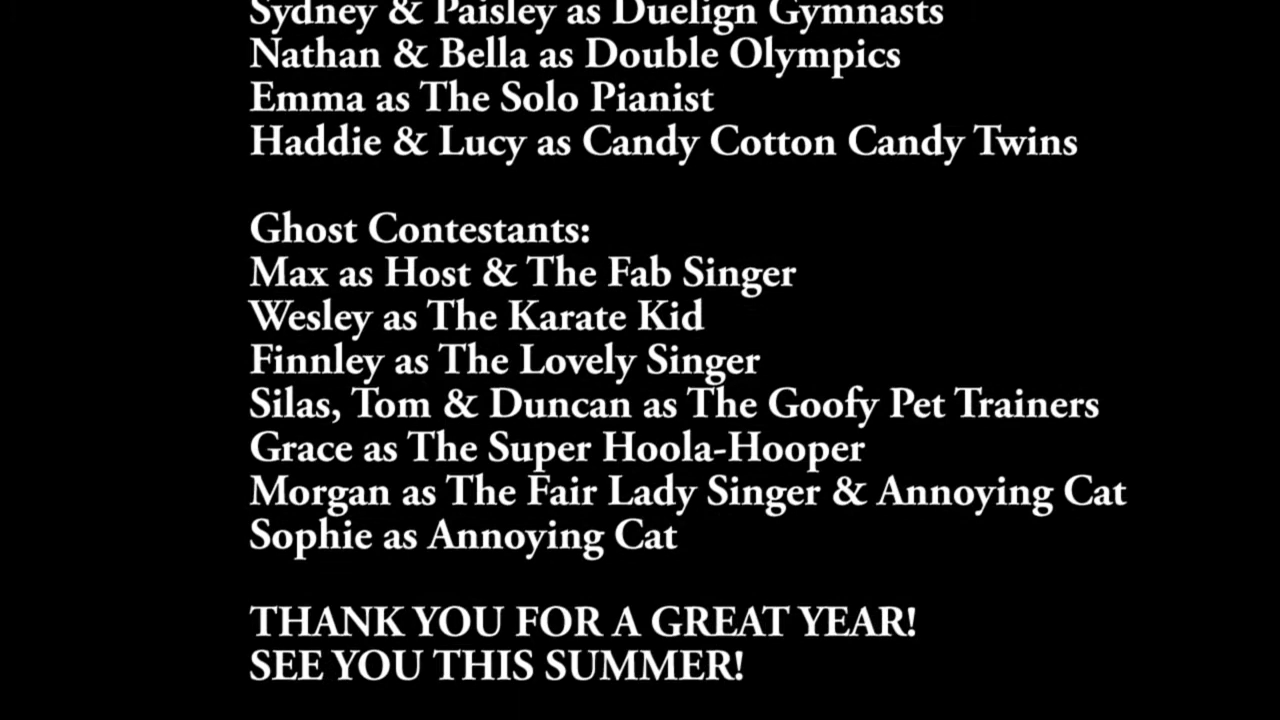 Sydney & Paisley as Duelign Gymnasts
Nathan & Bella as Double Olympics
Emma as The Solo Pianist
Haddie & Lucy as Candy Cotton Candy Twins
Ghost Contestants:
Max as Host & The Fab Singer
Wesley as The Karate Kid
Finnley as The Lovely Singer
Silas, Tom & Duncan as The Goofy Pet Trainers
Grace as The Super Hoola-Hooper
Morgan as The Fair Lady Singer & Annoying Cat
Sophie as Annoying Cat
THANK YOU FOR A GREAT YEAR!
SEE YOU THIS SUMMER!